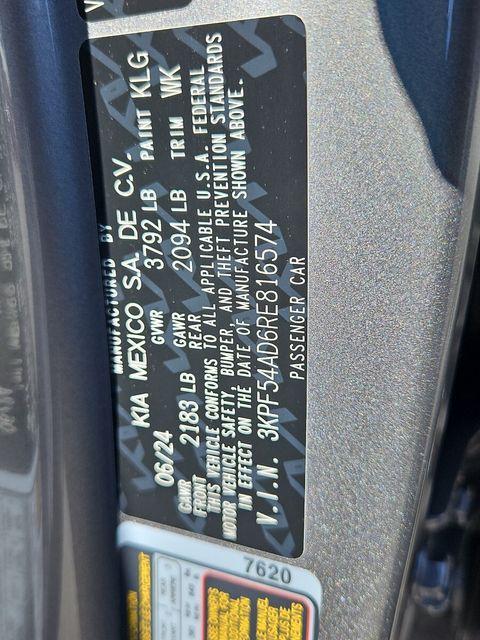 MANUFACTURED BY
KIA MEXICO S.A. DE C.V.
06/24 GVWR 3792 LB PAINT KLG
GAWR FRONT 2183 LB GAWR REAR 2094 LB TRIM WK
THIS VEHICLE CONFORMS TO ALL APPLICABLE U.S.A. FEDERAL
MOTOR VEHICLE SAFETY, BUMPER, AND THEFT PREVENTION STANDARDS
IN EFFECT ON THE DATE OF MANUFACTURE SHOWN ABOVE.
V.I.N. 3KPF54AD6RE816574
PASSENGER CAR
7620